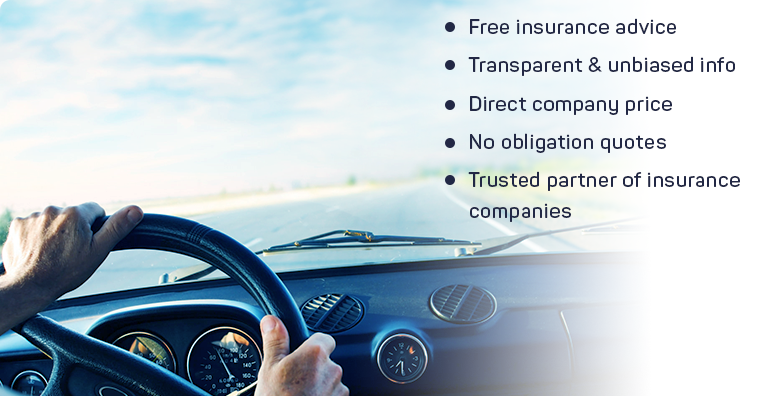 Free insurance advice
Transparent & unbiased info
Direct company price
No obligation quotes
Trusted partner of insurance
companies